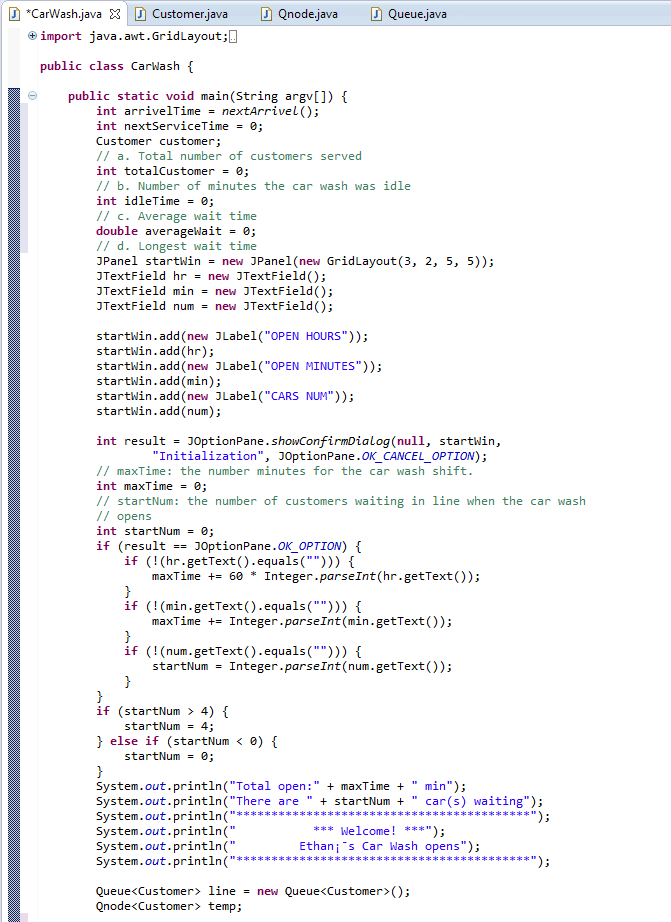 *CarWash.java Customer.java Qnode.java Queue.java
import java.awt.GridLayout;
public class CarWash {
public static void main(String argv[]) {
int arrivelTime = nextArrivel();
int nextServiceTime = 0;
Customer customer;
// a. Total number of customers served
int totalCustomer = 0;
// b. Number of minutes the car wash was idle
int idleTime = 0;
// c. Average wait time
double averageWait = 0;
// d. Longest wait time
JPanel startWin = new JPanel(new GridLayout(3, 2, 5, 5));
JTextField hr = new JTextField();
JTextField min = new JTextField();
JTextField num = new JTextField();
startWin.add(new JLabel("OPEN HOURS"));
startWin.add(hr);
startWin.add(new JLabel("OPEN MINUTES"));
startWin.add(min);
startWin.add(new JLabel("CARS NUM"));
startWin.add(num);
int result = JOptionPane.showConfirmDialog(null, startWin,
"Initialization", JOptionPane.OK_CANCEL_OPTION);
// maxTime: the number minutes for the car wash shift.
int maxTime = 0;
// startNum: the number of customers waiting in line when the car wash
// opens
int startNum = 0;
if (result == JOptionPane.OK_OPTION) {
if (!(hr.getText().equals(""))) {
maxTime += 60 * Integer.parseInt(hr.getText());
}
if (!(min.getText().equals(""))) {
maxTime += Integer.parseInt(min.getText());
}
if (!(num.getText().equals(""))) {
startNum = Integer.parseInt(num.getText());
}
}
if (startNum > 4) {
startNum = 4;
} else if (startNum < 0) {
startNum = 0;
}
System.out.println("Total open:" + maxTime + " min");
System.out.println("There are " + startNum + " car(s) waiting");
System.out.println("******************************************");
System.out.println("           *** Welcome! ***");
System.out.println("         Ethan¡¯s Car Wash opens");
System.out.println("******************************************");
Queue<Customer> line = new Queue<Customer>();
Qnode<Customer> temp;